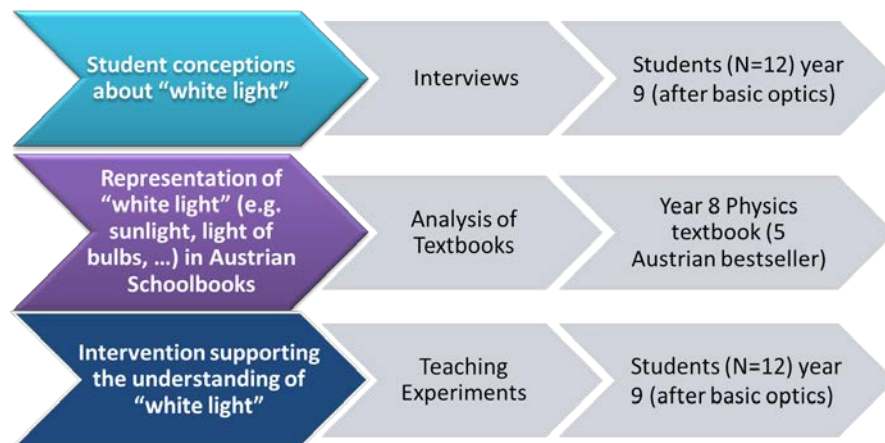 Student conceptions
about “white light”
Interviews
Students (N=12) year
9 (after basic optics)
Representation of
“white light” (e.g.
sunlight, light of
bulbs, ...) in Austrian
Schoolbooks
Analysis of
Textbooks
Year 8 Physics
textbook (5
Austrian bestseller)
Intervention supporting
the understanding of
“white light”
Teaching
Experiments
Students (N=12) year
9 (after basic optics)